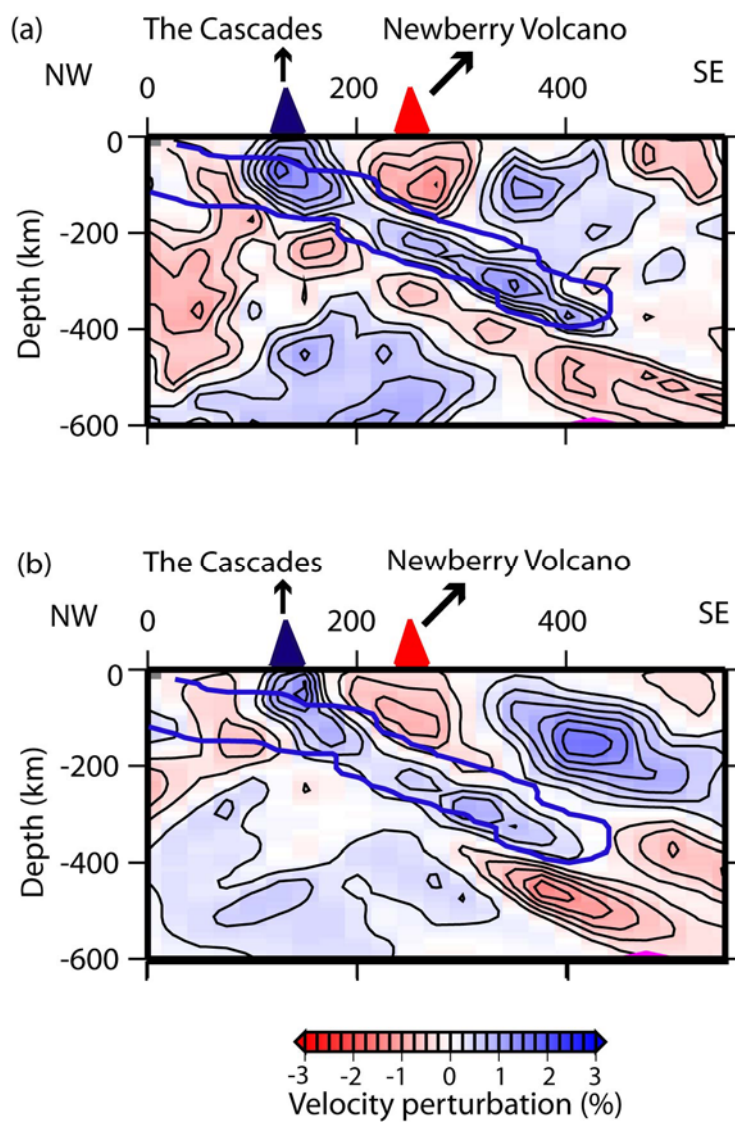 (a)
The Cascades
Newberry Volcano
NW
0
200
400
SE
0
-200
-400
-600
Depth (km)
(b)
The Cascades
Newberry Volcano
NW
0
200
400
SE
0
-200
-400
-600
Depth (km)
-3 -2 -1 0 1 2 3
Velocity perturbation (%)